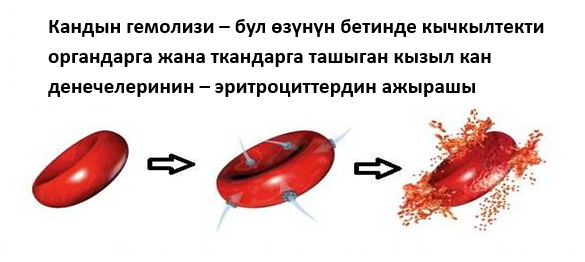 Кандын гемолизи – бул өзүнүн бетинде кычкылтекти
органдарга жана ткандарга ташыган кызыл кан
денечелеринин – эритроциттердин ажырашы